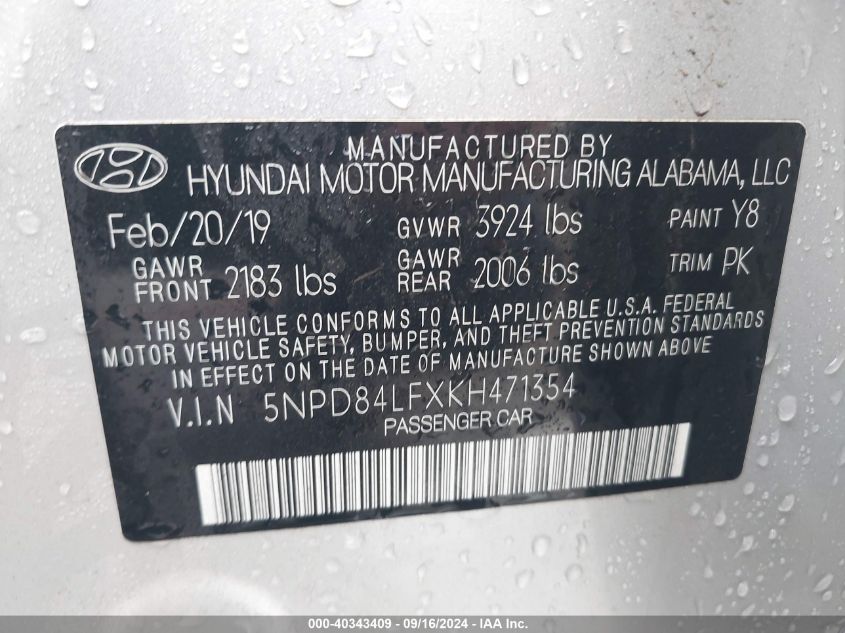 MANUFACTURED BY
HYUNDAI MOTOR MANUFACTURING ALABAMA, LLC
Feb/20/19 GVWR 3924 lbs PAINT Y8
GAWR FRONT 2183 lbs GAWR REAR 2006 lbs TRIM PK
THIS VEHICLE CONFORMS TO ALL APPLICABLE U.S.A. FEDERAL
MOTOR VEHICLE SAFETY, BUMPER, AND THEFT PREVENTION STANDARDS
IN EFFECT ON THE DATE OF MANUFACTURE SHOWN ABOVE
V.I.N 5NPD84LFXKH471354
PASSENGER CAR
000-40343409 - 09/16/2024 - IAA Inc.